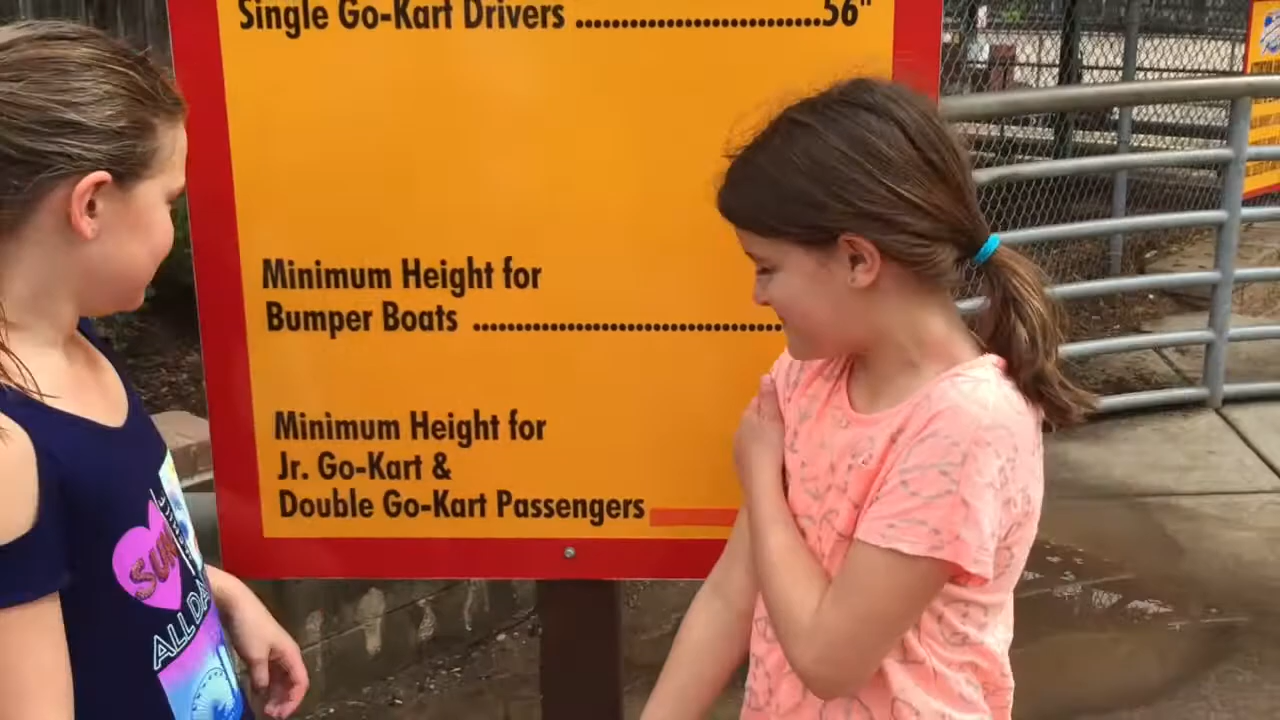 Single Go-Kart Drivers ................................56"
Minimum Height for
Bumper Boats ........................................
Minimum Height for
Jr. Go-Kart &
Double Go-Kart Passengers
SUN
ALL DA